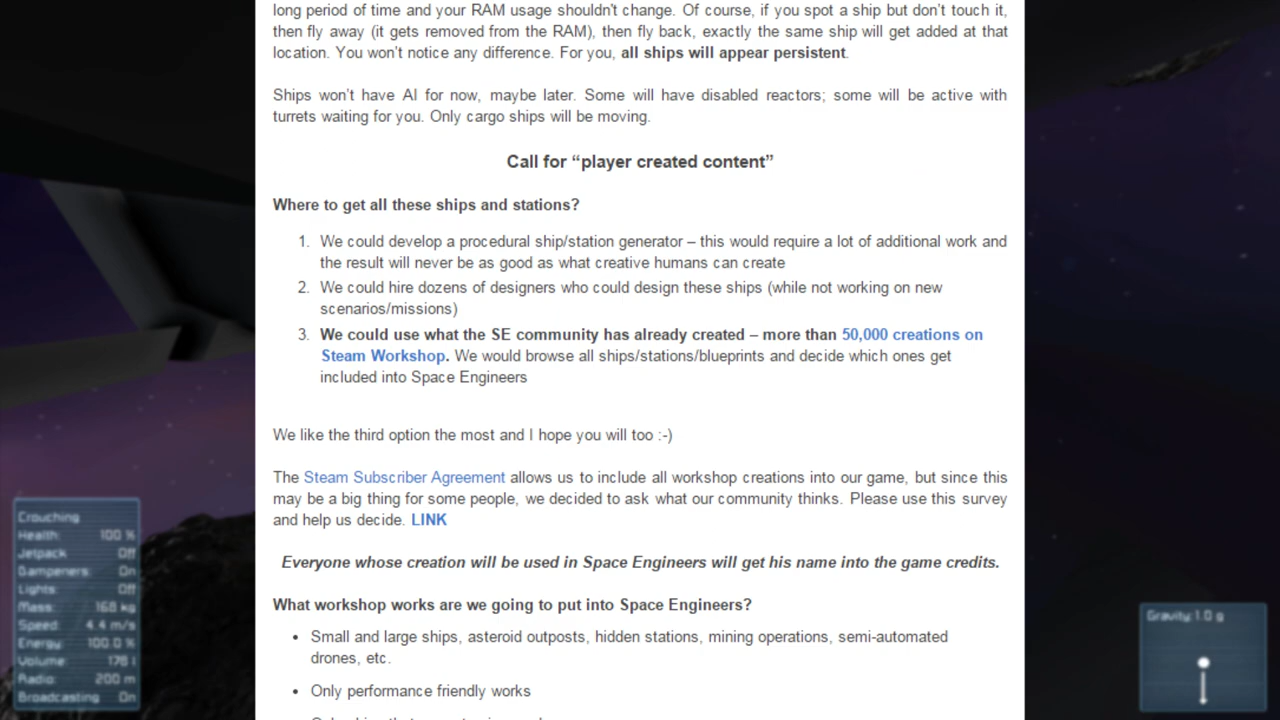 long period of time and your RAM usage shouldn't change. Of course, if you spot a ship but don't touch it,
then fly away (it gets removed from the RAM), then fly back, exactly the same ship will get added at that
location. You won't notice any difference. For you, all ships will appear persistent.
Ships won't have AI for now, maybe later. Some will have disabled reactors; some will be active with
turrets waiting for you. Only cargo ships will be moving.
Call for “player created content”
Where to get all these ships and stations?
1. We could develop a procedural ship/station generator – this would require a lot of additional work and
the result will never be as good as what creative humans can create
2. We could hire dozens of designers who could design these ships (while not working on new
scenarios/missions)
3. We could use what the SE community has already created – more than 50,000 creations on
Steam Workshop. We would browse all ships/stations/blueprints and decide which ones get
included into Space Engineers
We like the third option the most and I hope you will too :-)
The Steam Subscriber Agreement allows us to include all workshop creations into our game, but since this
may be a big thing for some people, we decided to ask what our community thinks. Please use this survey
and help us decide. LINK
Everyone whose creation will be used in Space Engineers will get his name into the game credits.
What workshop works are we going to put into Space Engineers?
• Small and large ships, asteroid outposts, hidden stations, mining operations, semi-automated
drones, etc.
• Only performance friendly works
Crouching
Health: 100 %
Jetpack Off
Dampeners: On
Lights: Off
Mass: 168 kg
Speed: 4.4 m/s
Energy: 100.0 %
Volume: 178 l
Radio: 200 m
Broadcasting On
Gravity: 1.0 g